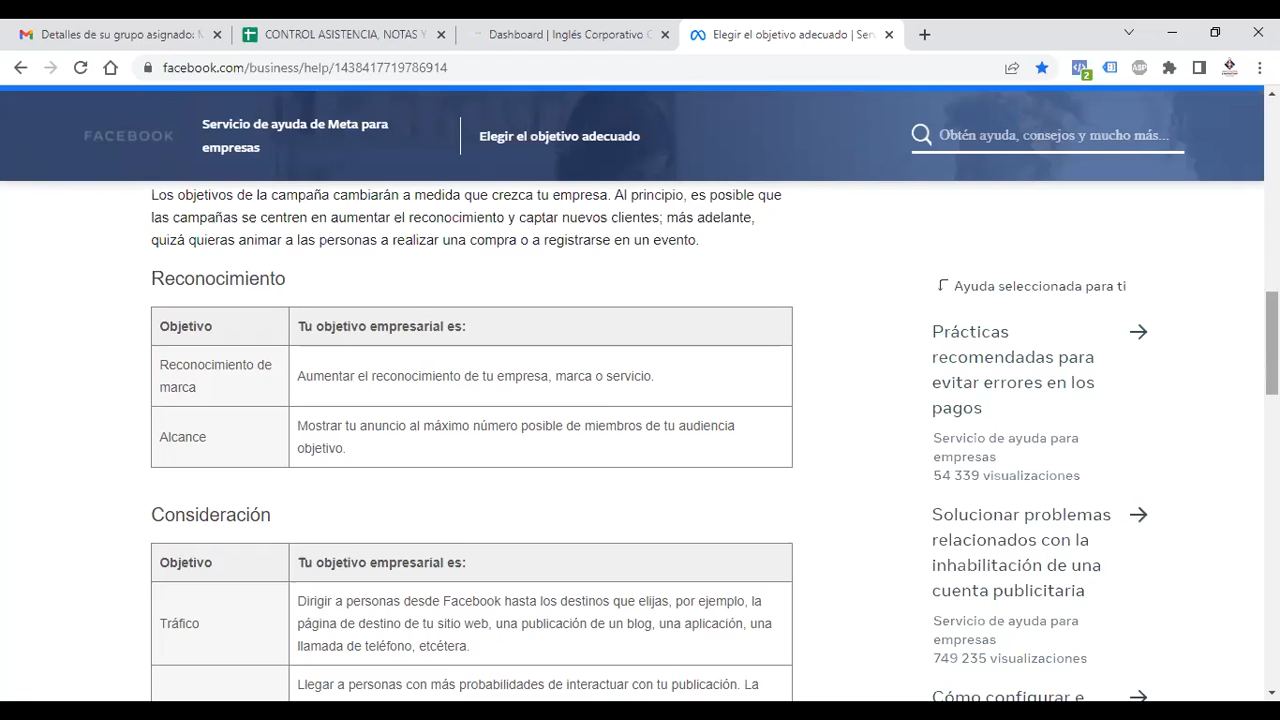 Detalles de su grupo asignado: M
CONTROL ASISTENCIA, NOTAS Y
Dashboard | Inglés Corporativo C
Elegir el objetivo adecuado | Ser
facebook.com/business/help/1438417719786914
2
ABP
FACEBOOK
Servicio de ayuda de Meta para
empresas
Elegir el objetivo adecuado
Obtén ayuda, consejos y mucho más...
Los objetivos de la campaña cambiarán a medida que crezca tu empresa. Al principio, es posible que
las campañas se centren en aumentar el reconocimiento y captar nuevos clientes; más adelante,
quizá quieras animar a las personas a realizar una compra o a registrarse en un evento.
Reconocimiento
Objetivo
Tu objetivo empresarial es:
Reconocimiento de
marca
Aumentar el reconocimiento de tu empresa, marca o servicio.
Alcance
Mostrar tu anuncio al máximo número posible de miembros de tu audiencia
objetivo.
Consideración
Objetivo
Tu objetivo empresarial es:
Tráfico
Dirigir a personas desde Facebook hasta los destinos que elijas, por ejemplo, la
página de destino de tu sitio web, una publicación de un blog, una aplicación, una
llamada de teléfono, etcétera.
Llegar a personas con más probabilidades de interactuar con tu publicación. La
Ayuda seleccionada para ti
Prácticas
recomendadas para
evitar errores en los
pagos
Servicio de ayuda para
empresas
54 339 visualizaciones
Solucionar problemas
relacionados con la
inhabilitación de una
cuenta publicitaria
Servicio de ayuda para
empresas
749 235 visualizaciones
Cómo configurar e